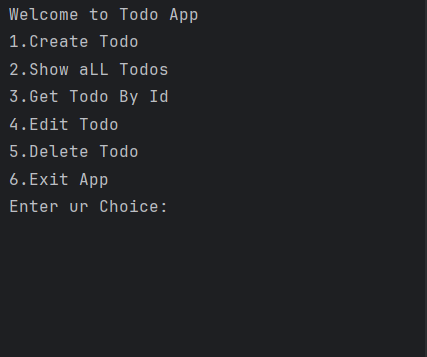 Welcome to Todo App
1.Create Todo
2.Show aLL Todos
3.Get Todo By Id
4.Edit Todo
5.Delete Todo
6.Exit App
Enter ur Choice: